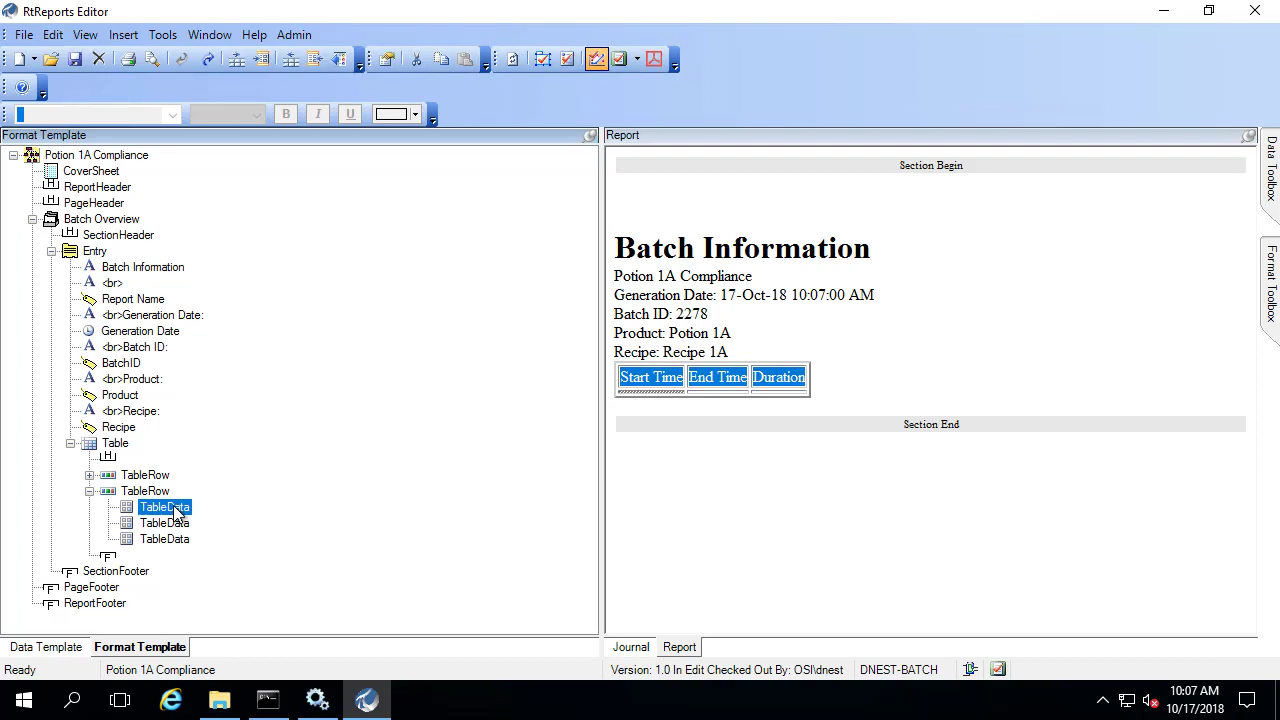 RtReports Editor
File Edit View Insert Tools Window Help Admin
B I U
Format Template
Potion 1A Compliance
CoverSheet
ReportHeader
PageHeader
Batch Overview
SectionHeader
Entry
Batch Information
<br>
Report Name
<br>Generation Date:
Generation Date
<br>Batch ID:
BatchID
<br>Product:
Product
<br>Recipe:
Recipe
Table
TableRow
TableRow
TableData
TableData
TableData
SectionFooter
PageFooter
ReportFooter
Data Template Format Template
Report
Section Begin
Batch Information
Potion 1A Compliance
Generation Date: 17-Oct-18 10:07:00 AM
Batch ID: 2278
Product: Potion 1A
Recipe: Recipe 1A
Start Time End Time Duration
Section End
Journal Report
Data Toolbox
Format Toolbox
Ready Potion 1A Compliance Version: 1.0 In Edit Checked Out By: OSI\dnest DNEST-BATCH
10:07 AM
10/17/2018